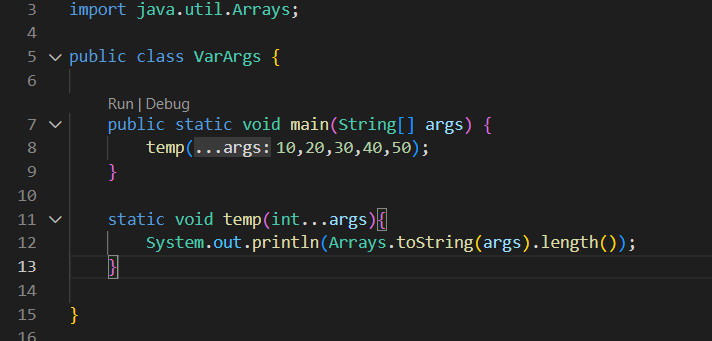 3 import java.util.Arrays;
4
5 public class VarArgs {
6
Run | Debug
7 public static void main(String[] args) {
8 temp(...args: 10,20,30,40,50);
9 }
10
11 static void temp(int...args){
12 System.out.println(Arrays.toString(args).length());
13 }
14
15 }
16